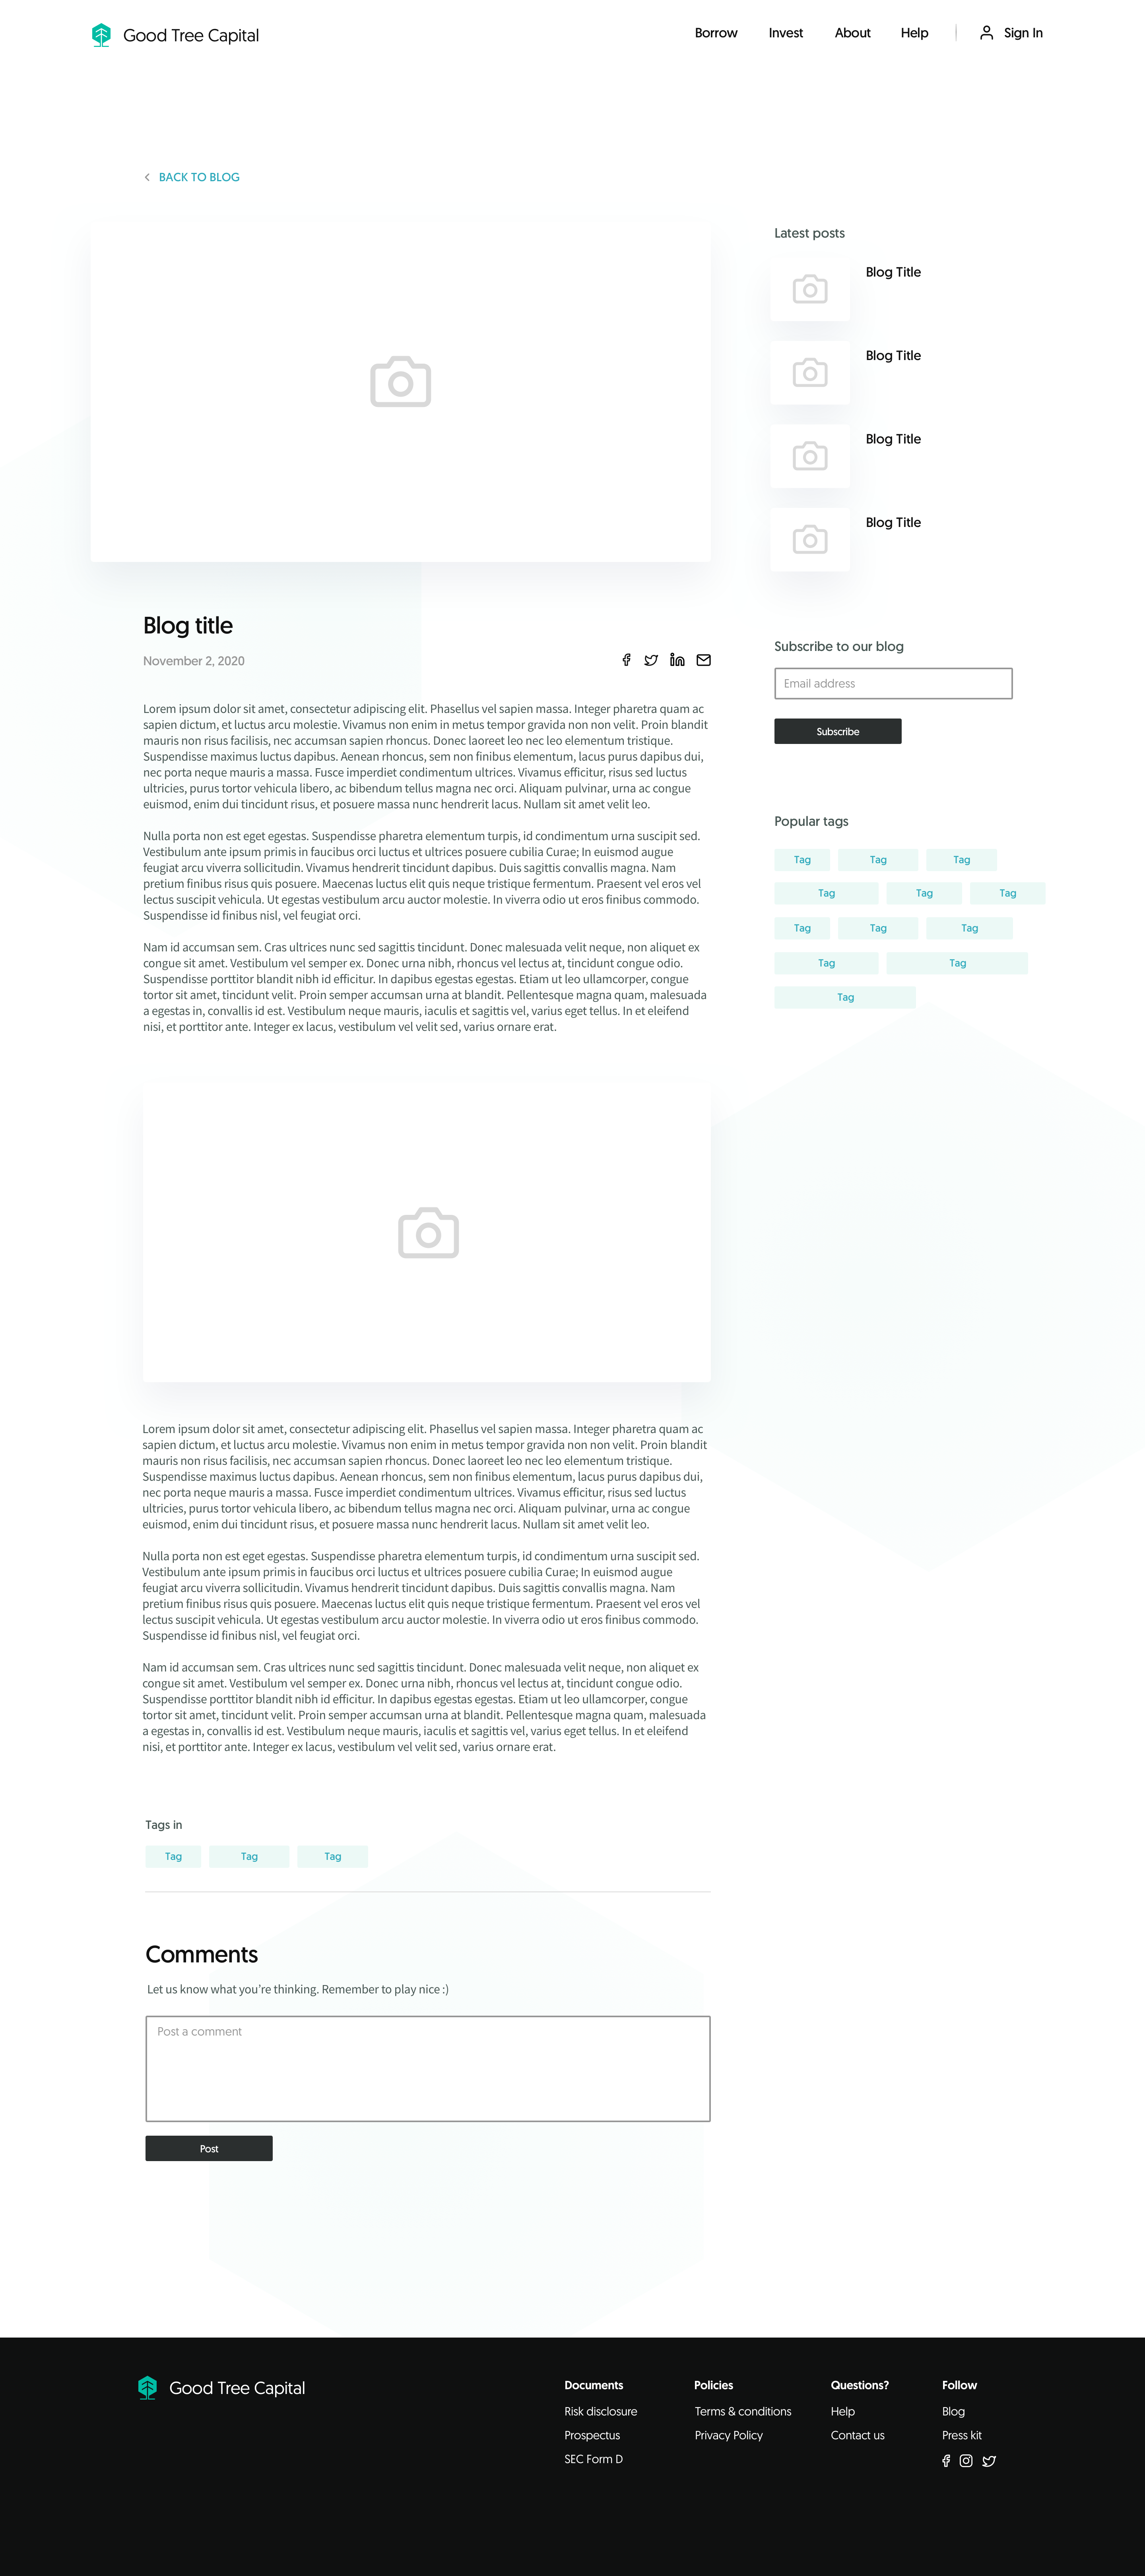 Good Tree Capital
Borrow
Invest
About
Help
Sign In
BACK TO BLOG
Blog title
November 2, 2020
Lorem ipsum dolor sit amet, consectetur adipiscing elit. Phasellus vel sapien massa. Integer pharetra quam ac
sapien dictum, et luctus arcu molestie. Vivamus non enim in metus tempor gravida non non velit. Proin blandit
mauris non risus facilisis, nec accumsan sapien rhoncus. Donec laoreet leo nec leo elementum tristique.
Suspendisse maximus luctus dapibus. Aenean rhoncus, sem non finibus elementum, lacus purus dapibus dui,
nec porta neque mauris a massa. Fusce imperdiet condimentum ultrices. Vivamus efficitur, risus sed luctus
ultricies, purus tortor vehicula libero, ac bibendum tellus magna nec orci. Aliquam pulvinar, urna ac congue
euismod, enim dui tincidunt risus, et posuere massa nunc hendrerit lacus. Nullam sit amet velit leo.
Nulla porta non est eget egestas. Suspendisse pharetra elementum turpis, id condimentum urna suscipit sed.
Vestibulum ante ipsum primis in faucibus orci luctus et ultrices posuere cubilia Curae; In euismod augue
feugiat arcu viverra sollicitudin. Vivamus hendrerit tincidunt dapibus. Duis sagittis convallis magna. Nam
pretium finibus risus quis posuere. Maecenas luctus elit quis neque tristique fermentum. Praesent vel eros vel
lectus suscipit vehicula. Ut egestas vestibulum arcu auctor molestie. In viverra odio ut eros finibus commodo.
Suspendisse id finibus nisl, vel feugiat orci.
Nam id accumsan sem. Cras ultrices nunc sed sagittis tincidunt. Donec malesuada velit neque, non aliquet ex
congue sit amet. Vestibulum vel semper ex. Donec urna nibh, rhoncus vel lectus at, tincidunt congue odio.
Suspendisse porttitor blandit nibh id efficitur. In dapibus egestas egestas. Etiam ut leo ullamcorper, congue
tortor sit amet, tincidunt velit. Proin semper accumsan urna at blandit. Pellentesque magna quam, malesuada
a egestas in, convallis id est. Vestibulum neque mauris, iaculis et sagittis vel, varius eget tellus. In et eleifend
nisi, et porttitor ante. Integer ex lacus, vestibulum vel velit sed, varius ornare erat.
Lorem ipsum dolor sit amet, consectetur adipiscing elit. Phasellus vel sapien massa. Integer pharetra quam ac
sapien dictum, et luctus arcu molestie. Vivamus non enim in metus tempor gravida non non velit. Proin blandit
mauris non risus facilisis, nec accumsan sapien rhoncus. Donec laoreet leo nec leo elementum tristique.
Suspendisse maximus luctus dapibus. Aenean rhoncus, sem non finibus elementum, lacus purus dapibus dui,
nec porta neque mauris a massa. Fusce imperdiet condimentum ultrices. Vivamus efficitur, risus sed luctus
ultricies, purus tortor vehicula libero, ac bibendum tellus magna nec orci. Aliquam pulvinar, urna ac congue
euismod, enim dui tincidunt risus, et posuere massa nunc hendrerit lacus. Nullam sit amet velit leo.
Nulla porta non est eget egestas. Suspendisse pharetra elementum turpis, id condimentum urna suscipit sed.
Vestibulum ante ipsum primis in faucibus orci luctus et ultrices posuere cubilia Curae; In euismod augue
feugiat arcu viverra sollicitudin. Vivamus hendrerit tincidunt dapibus. Duis sagittis convallis magna. Nam
pretium finibus risus quis posuere. Maecenas luctus elit quis neque tristique fermentum. Praesent vel eros vel
lectus suscipit vehicula. Ut egestas vestibulum arcu auctor molestie. In viverra odio ut eros finibus commodo.
Suspendisse id finibus nisl, vel feugiat orci.
Nam id accumsan sem. Cras ultrices nunc sed sagittis tincidunt. Donec malesuada velit neque, non aliquet ex
congue sit amet. Vestibulum vel semper ex. Donec urna nibh, rhoncus vel lectus at, tincidunt congue odio.
Suspendisse porttitor blandit nibh id efficitur. In dapibus egestas egestas. Etiam ut leo ullamcorper, congue
tortor sit amet, tincidunt velit. Proin semper accumsan urna at blandit. Pellentesque magna quam, malesuada
a egestas in, convallis id est. Vestibulum neque mauris, iaculis et sagittis vel, varius eget tellus. In et eleifend
nisi, et porttitor ante. Integer ex lacus, vestibulum vel velit sed, varius ornare erat.
Tags in
Tag
Tag
Tag
Comments
Let us know what you're thinking. Remember to play nice :)
Post a comment
Post
Latest posts
Blog Title
Blog Title
Blog Title
Blog Title
Subscribe to our blog
Email address
Subscribe
Popular tags
Tag
Tag
Tag
Tag
Tag
Tag
Tag
Tag
Tag
Tag
Tag
Tag
Good Tree Capital
Documents
Risk disclosure
Prospectus
SEC Form D
Policies
Terms & conditions
Privacy Policy
Questions?
Help
Contact us
Follow
Blog
Press kit